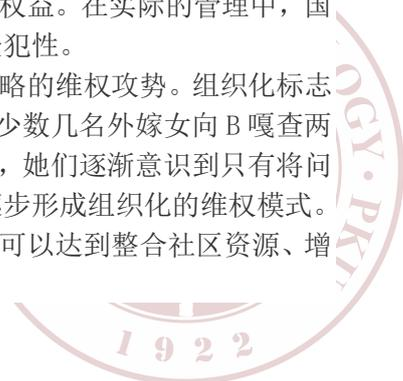 权益。在实际的管理中，国
犯性。
略的维权攻势。组织化标志
少数几名外嫁女向 B 嘎查两
，她们逐渐意识到只有将问
步形成组织化的维权模式。
可以达到整合社区资源、增
OGY · PK
1922